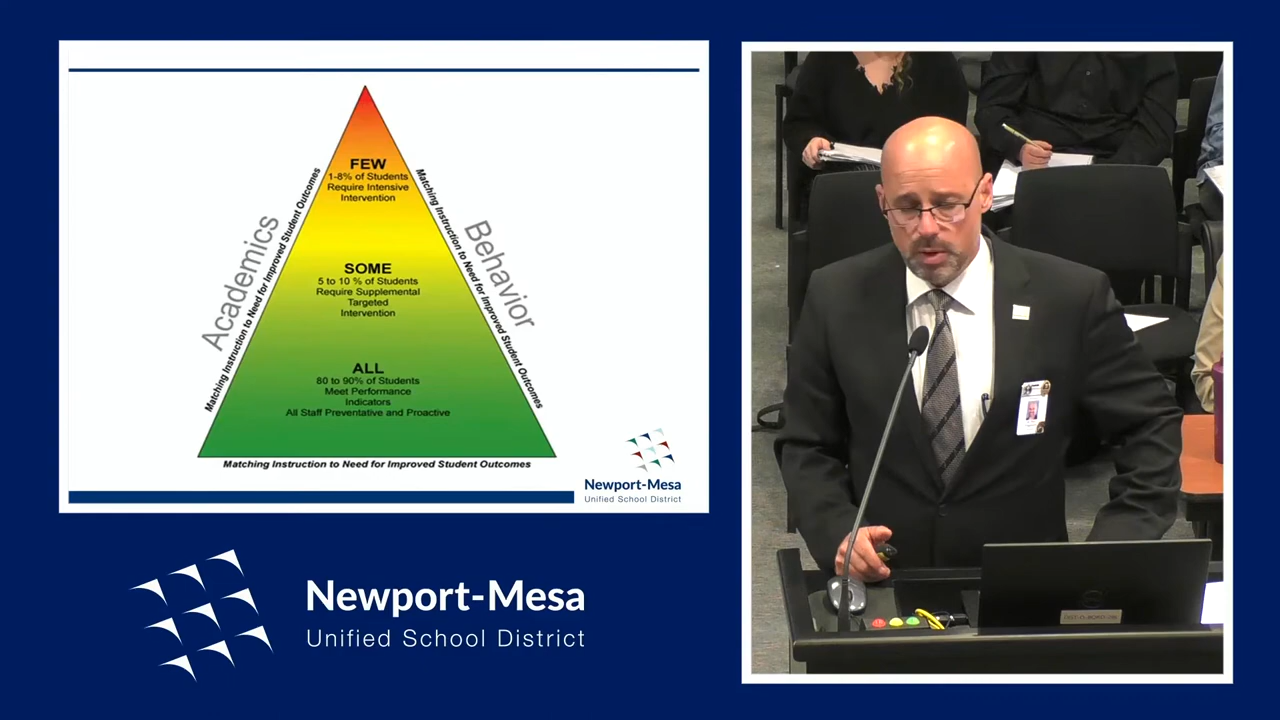 FEW
1-8% of Students
Require Intensive
Intervention
SOME
5 to 10 % of Students
Require Supplemental
Targeted
Intervention
ALL
80 to 90% of Students
Meet Performance
Indicators
All Staff Preventative and Proactive
Academics
Matching Instruction to Need for Improved Student Outcomes
Matching Instruction to Need for Improved Student Outcomes
Behavior
Matching Instruction to Need for Improved Student Outcomes
Newport-Mesa
Unified School District
Newport-Mesa
Unified School District